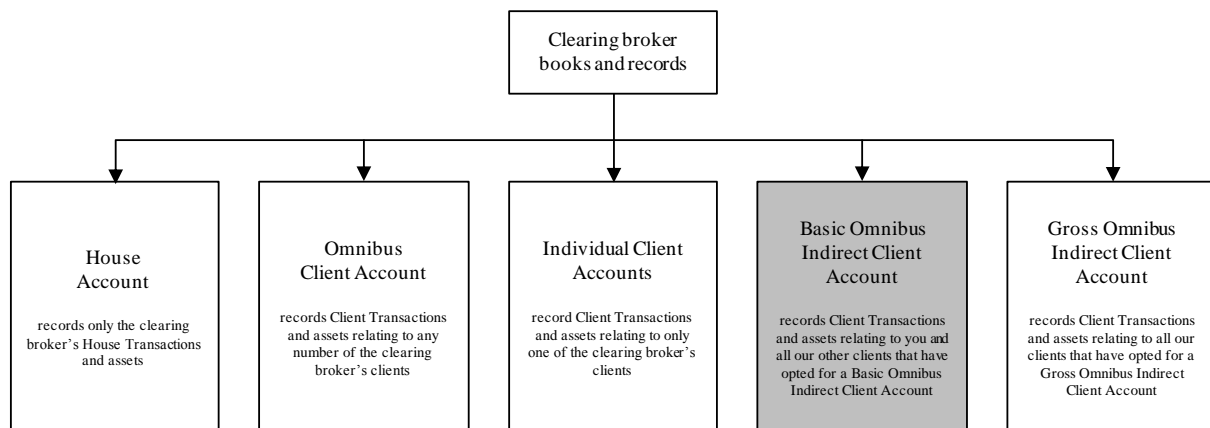 Clearing broker
books and records
House
Account
records only the clearing
broker's House Transactions
and assets
Omnibus
Client Account
records Client Transactions
and assets relating to any
number of the clearing
broker's clients
Individual Client
Accounts
record Client Transactions
and assets relating to only
one of the clearing broker's
clients
Basic Omnibus
Indirect Client
Account
records Client Transactions
and assets relating to you and
all our other clients that have
opted for a Basic Omnibus
Indirect Client Account
Gross Omnibus
Indirect Client
Account
records Client Transactions
and assets relating to all our
clients that have opted for a
Gross Omnibus Indirect
Client Account